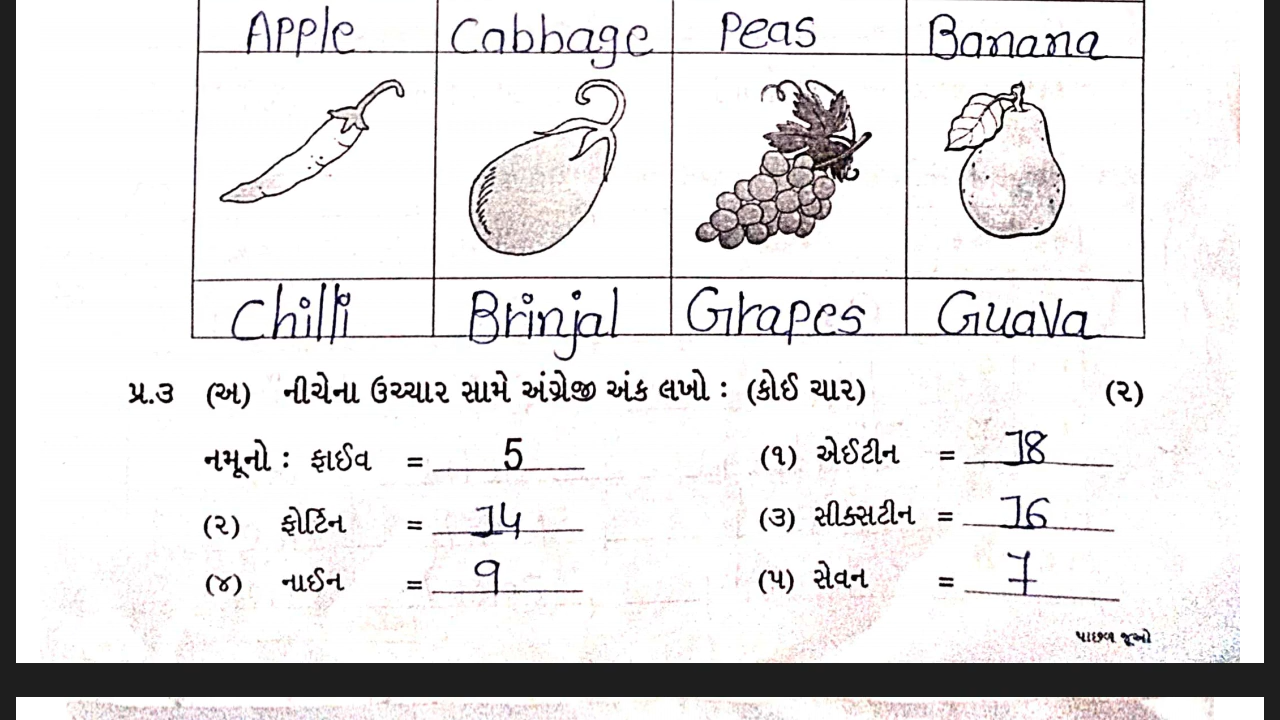 Apple Cabbage Peas Banana
Chilli Brinjal Grapes Guava
પ્ર.૩ (અ) નીચેના ઉચ્ચાર સામે અંગ્રેજી અંક લખો : (કોઈ ચાર) (૨)
નમૂનો : ફાઈવ = 5 (૧) એઈટીન = 18
(૨) ફોર્ટિન = 14 (૩) સીક્સટીન = 16
(૪) નાઈન = 9 (૫) સેવન = 7
પાછળ જૂઓ